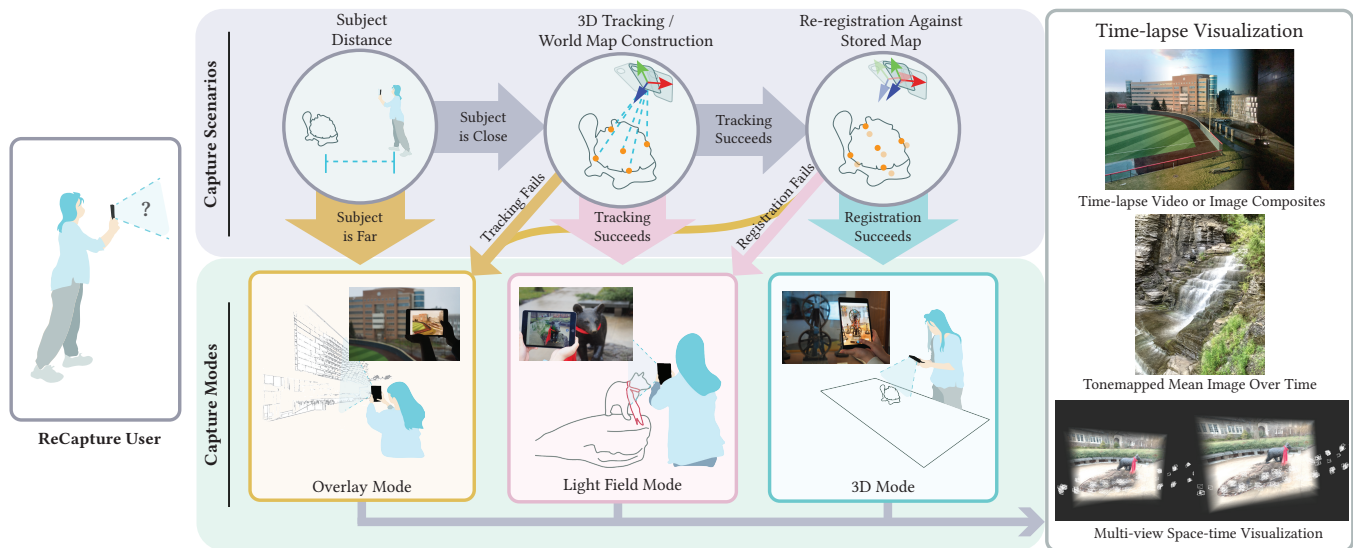 ?
ReCapture User
Capture Scenarios
Subject
Distance
3D Tracking /
World Map Construction
Re-registration Against
Stored Map
Subject
is Close
Tracking
Succeeds
Subject
is Far
Tracking Fails
Tracking
Succeeds
Registration Fails
Registration
Succeeds
Capture Modes
Overlay Mode
Light Field Mode
3D Mode
Time-lapse Visualization
Time-lapse Video or Image Composites
Tonemapped Mean Image Over Time
Multi-view Space-time Visualization